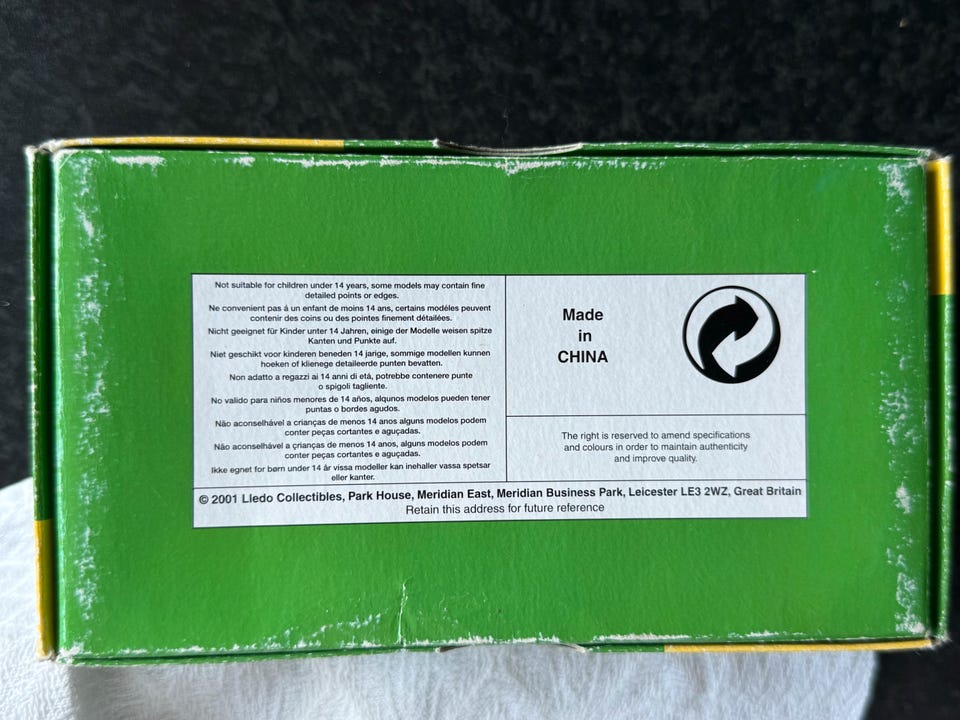 Not suitable for children under 14 years, some models may contain fine
detailed points or edges.
Ne convenient pas á un enfant de moins 14 ans, certains modéles peuvent
contenir des coins ou des pointes finement détailées.
Nicht geeignet für Kinder unter 14 Jahren, einige der Modelle weisen spitze
Kanten und Punkte auf.
Niet geschikt voor kinderen beneden 14 jarige, sommige modellen kunnen
hoeken of klienege detaileerde punten bevatten.
Non adatto a regazzi ai 14 anni di etá, potrebbe contenere punte
o spigoli tagliente.
No valido para niños menores de 14 años, alqunos modelos pueden tener
puntas o bordes agudos.
Não aconselhável a crianças de menos 14 anos alguns modelos podem
conter peças cortantes e aguçadas.
Não aconselhável a crianças de menos 14 anos, alguns modelos podem
conter peças cortantes e aguçadas.
Ikke egnet for børn under 14 år vissa modeller kan inehaller vassa spetsar
eller kanter.
Made
in
CHINA
The right is reserved to amend specifications
and colours in order to maintain authenticity
and improve quality.
© 2001 Lledo Collectibles, Park House, Meridian East, Meridian Business Park, Leicester LE3 2WZ, Great Britain
Retain this address for future reference